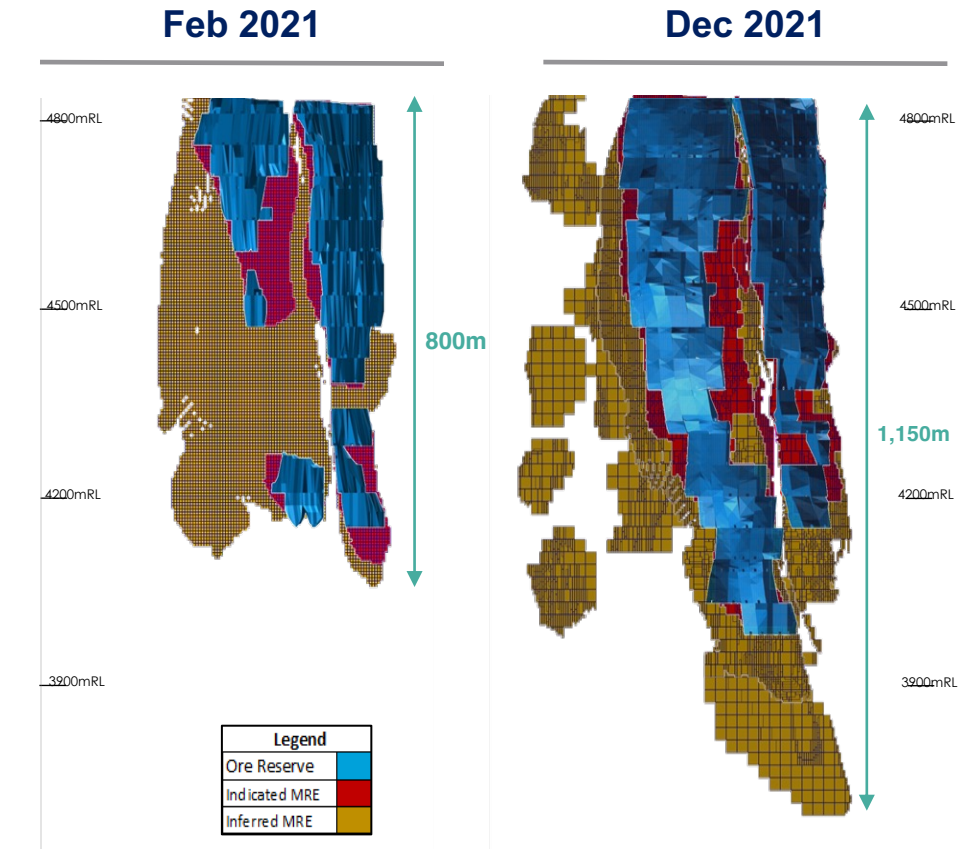 Feb 2021
Dec 2021
4800mRL
4500mRL
4200mRL
3900mRL
800m
4800mRL
4500mRL
4200mRL
3900mRL
1,150m
Legend
Ore Reserve
Indicated MRE
Inferred MRE